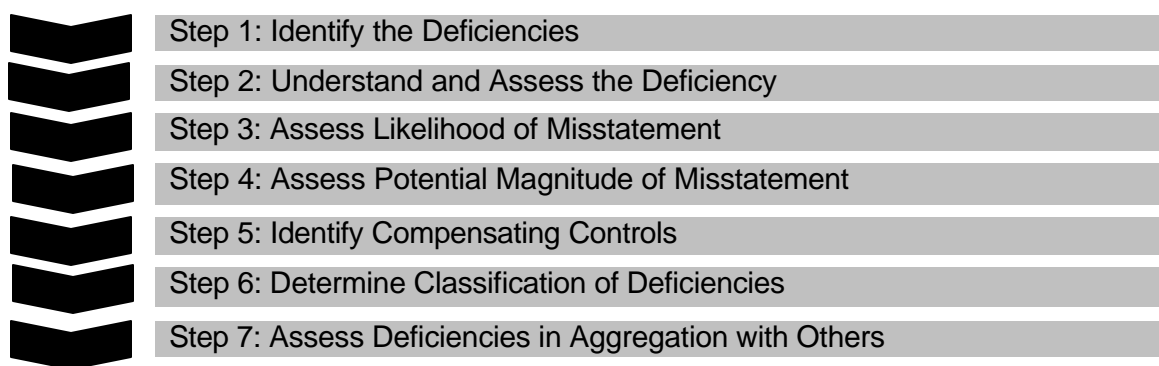 Step 1: Identify the Deficiencies
Step 2: Understand and Assess the Deficiency
Step 3: Assess Likelihood of Misstatement
Step 4: Assess Potential Magnitude of Misstatement
Step 5: Identify Compensating Controls
Step 6: Determine Classification of Deficiencies
Step 7: Assess Deficiencies in Aggregation with Others